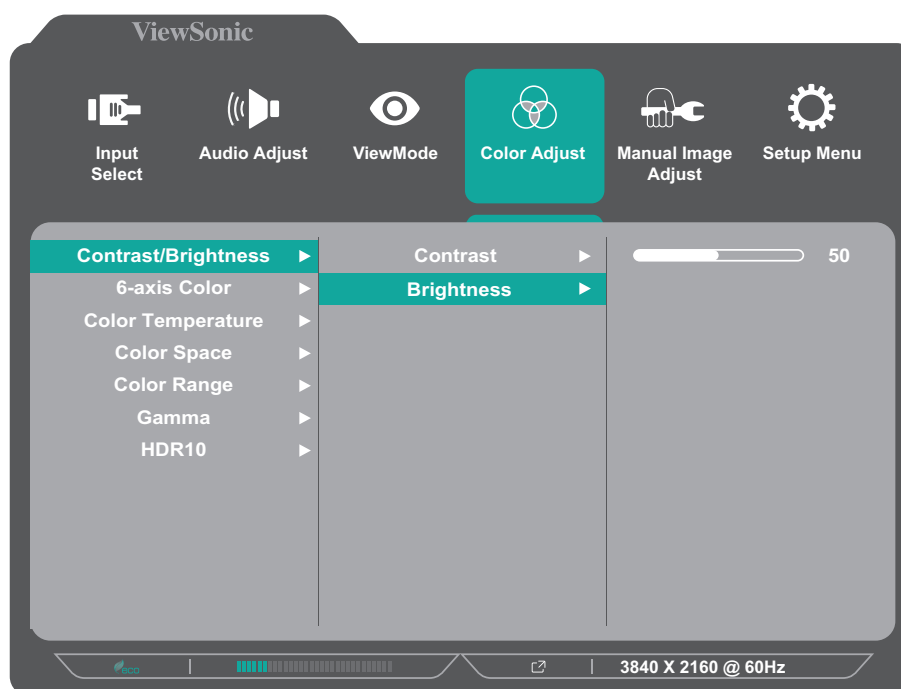 ViewSonic
Input Select
Audio Adjust
ViewMode
Color Adjust
Manual Image Adjust
Setup Menu
Contrast/Brightness
6-axis Color
Color Temperature
Color Space
Color Range
Gamma
HDR10
Contrast
Brightness
50
eco
3840 X 2160 @ 60Hz